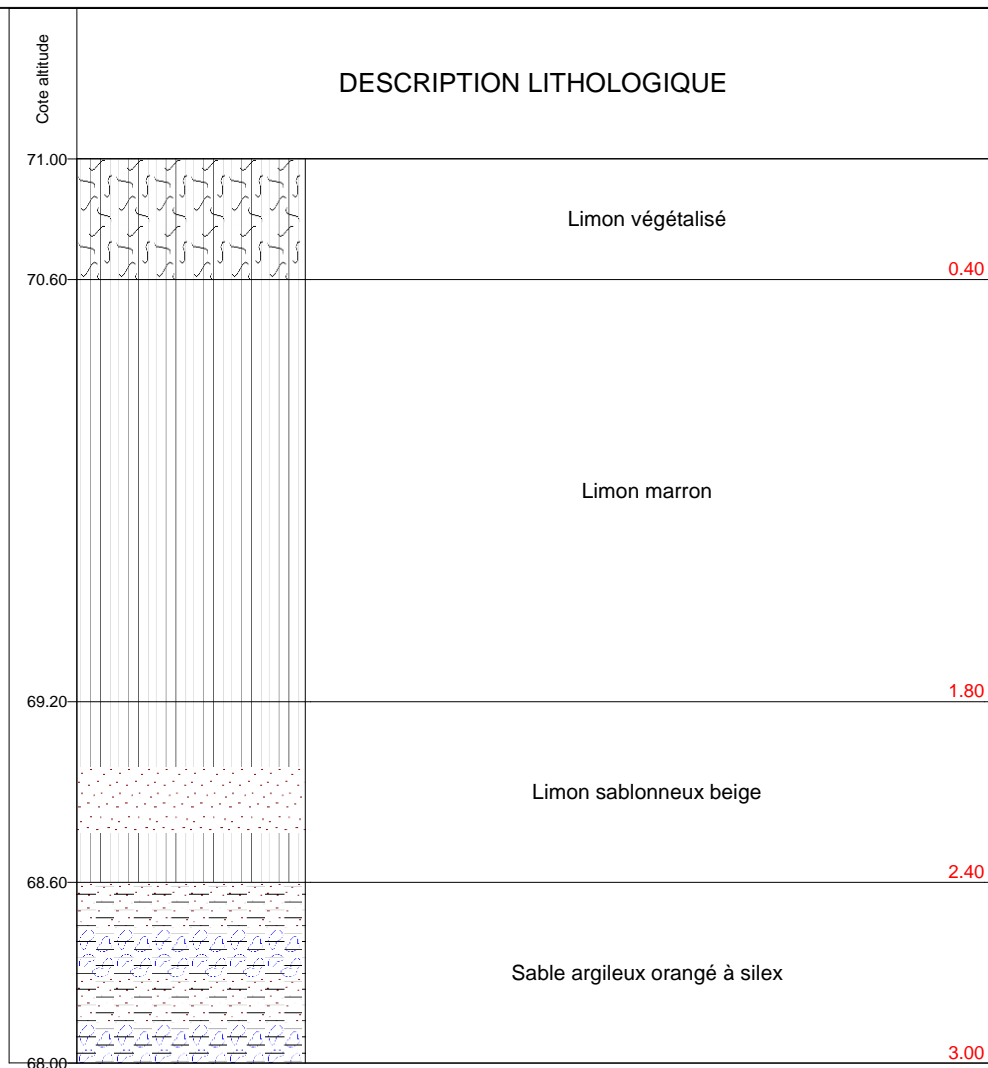 Cote altitude
DESCRIPTION LITHOLOGIQUE
71.00
Limon végétalisé
0.40
70.60
Limon marron
1.80
69.20
Limon sablonneux beige
2.40
68.60
Sable argileux orangé à silex
3.00
68.00